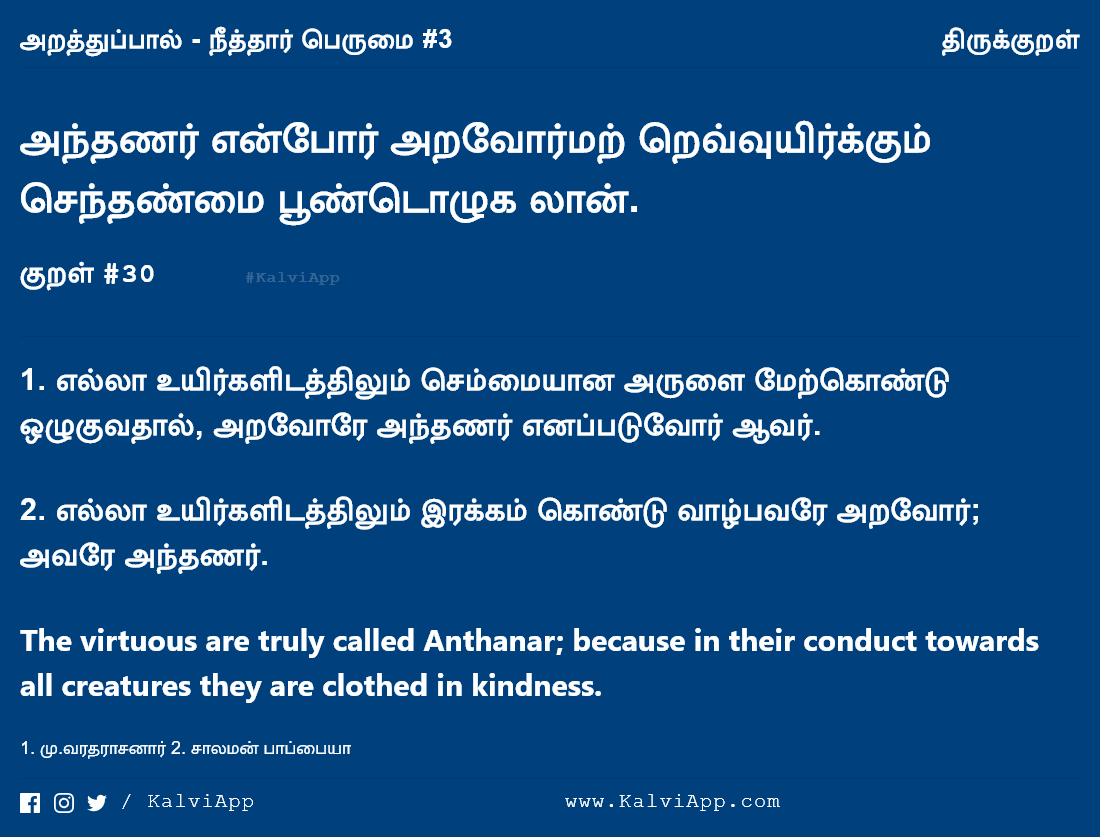 அறத்துப்பால் - நீத்தார் பெருமை #3
திருக்குறள்
அந்தணர் என்போர் அறவோர்மற் றெவ்வுயிர்க்கும்
செந்தண்மை பூண்டொழுக லான்.
குறள் #30
#KalviApp
1. எல்லா உயிர்களிடத்திலும் செம்மையான அருளை மேற்கொண்டு
ஒழுகுவதால், அறவோரே அந்தணர் எனப்படுவோர் ஆவர்.
2. எல்லா உயிர்களிடத்திலும் இரக்கம் கொண்டு வாழ்பவரே அறவோர்;
அவரே அந்தணர்.
The virtuous are truly called Anthanar; because in their conduct towards
all creatures they are clothed in kindness.
1. மு.வரதராசனார் 2. சாலமன் பாப்பையா
/ KalviApp
www.KalviApp.com